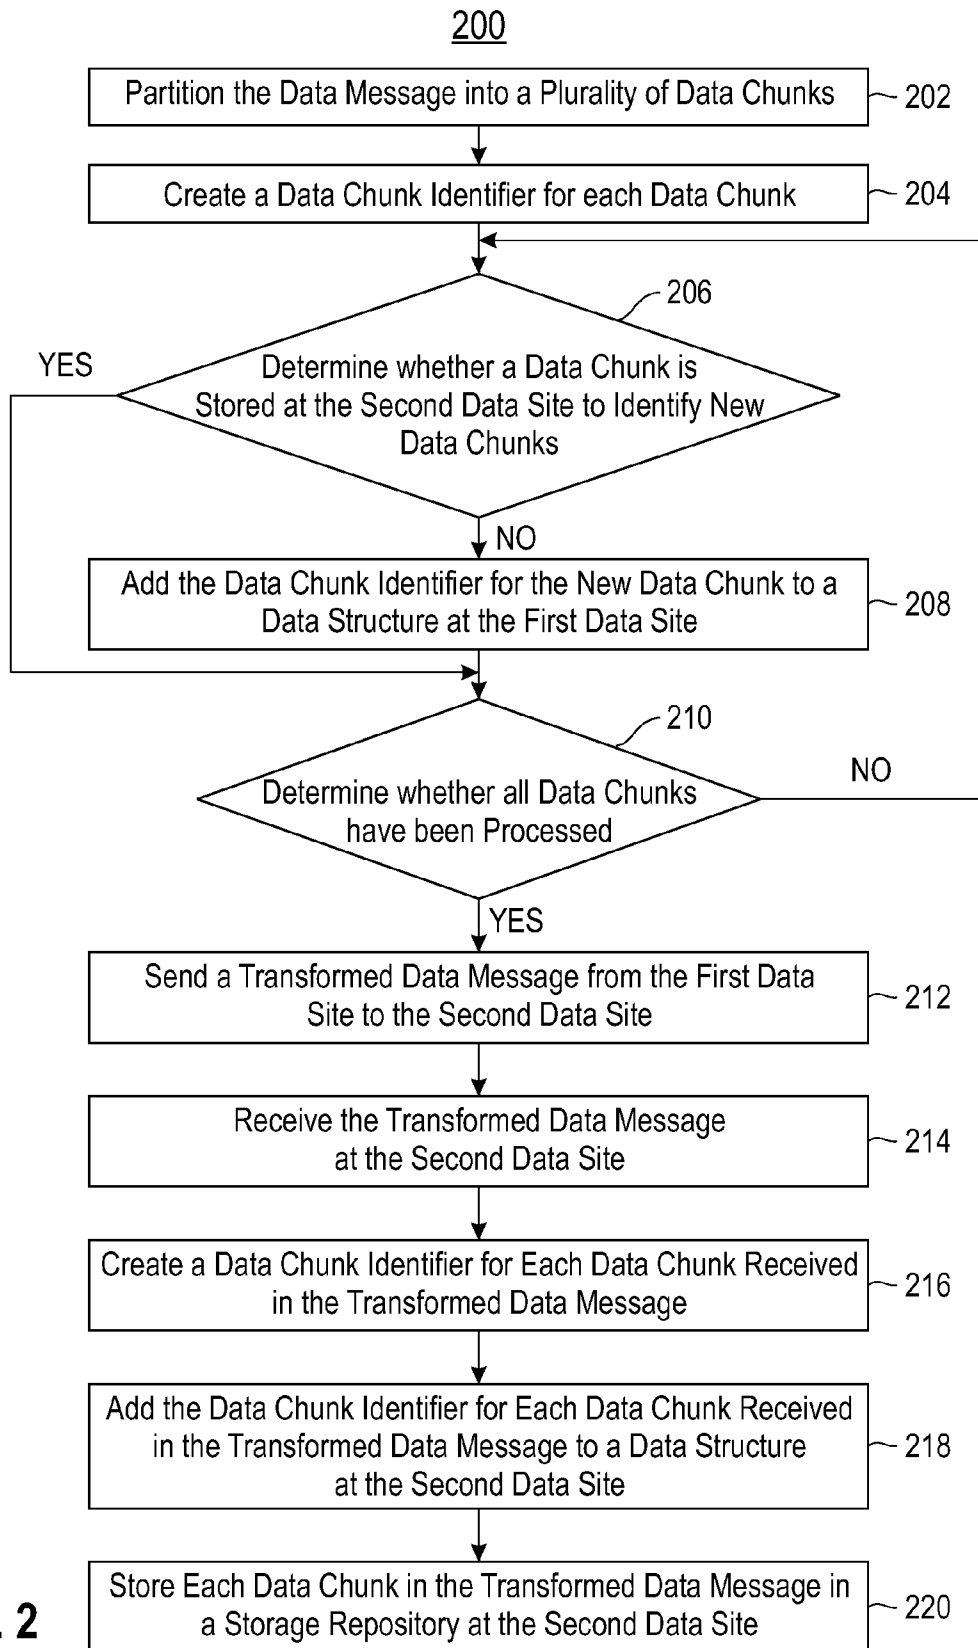 200
Partition the Data Message into a Plurality of Data Chunks
202
Create a Data Chunk Identifier for each Data Chunk
204
206
YES
Determine whether a Data Chunk is
Stored at the Second Data Site to Identify New
Data Chunks
NO
Add the Data Chunk Identifier for the New Data Chunk to a
Data Structure at the First Data Site
208
210
NO
Determine whether all Data Chunks
have been Processed
YES
Send a Transformed Data Message from the First Data
Site to the Second Data Site
212
Receive the Transformed Data Message
at the Second Data Site
214
Create a Data Chunk Identifier for Each Data Chunk Received
in the Transformed Data Message
216
Add the Data Chunk Identifier for Each Data Chunk Received
in the Transformed Data Message to a Data Structure
at the Second Data Site
218
Store Each Data Chunk in the Transformed Data Message in
a Storage Repository at the Second Data Site
220
. 2